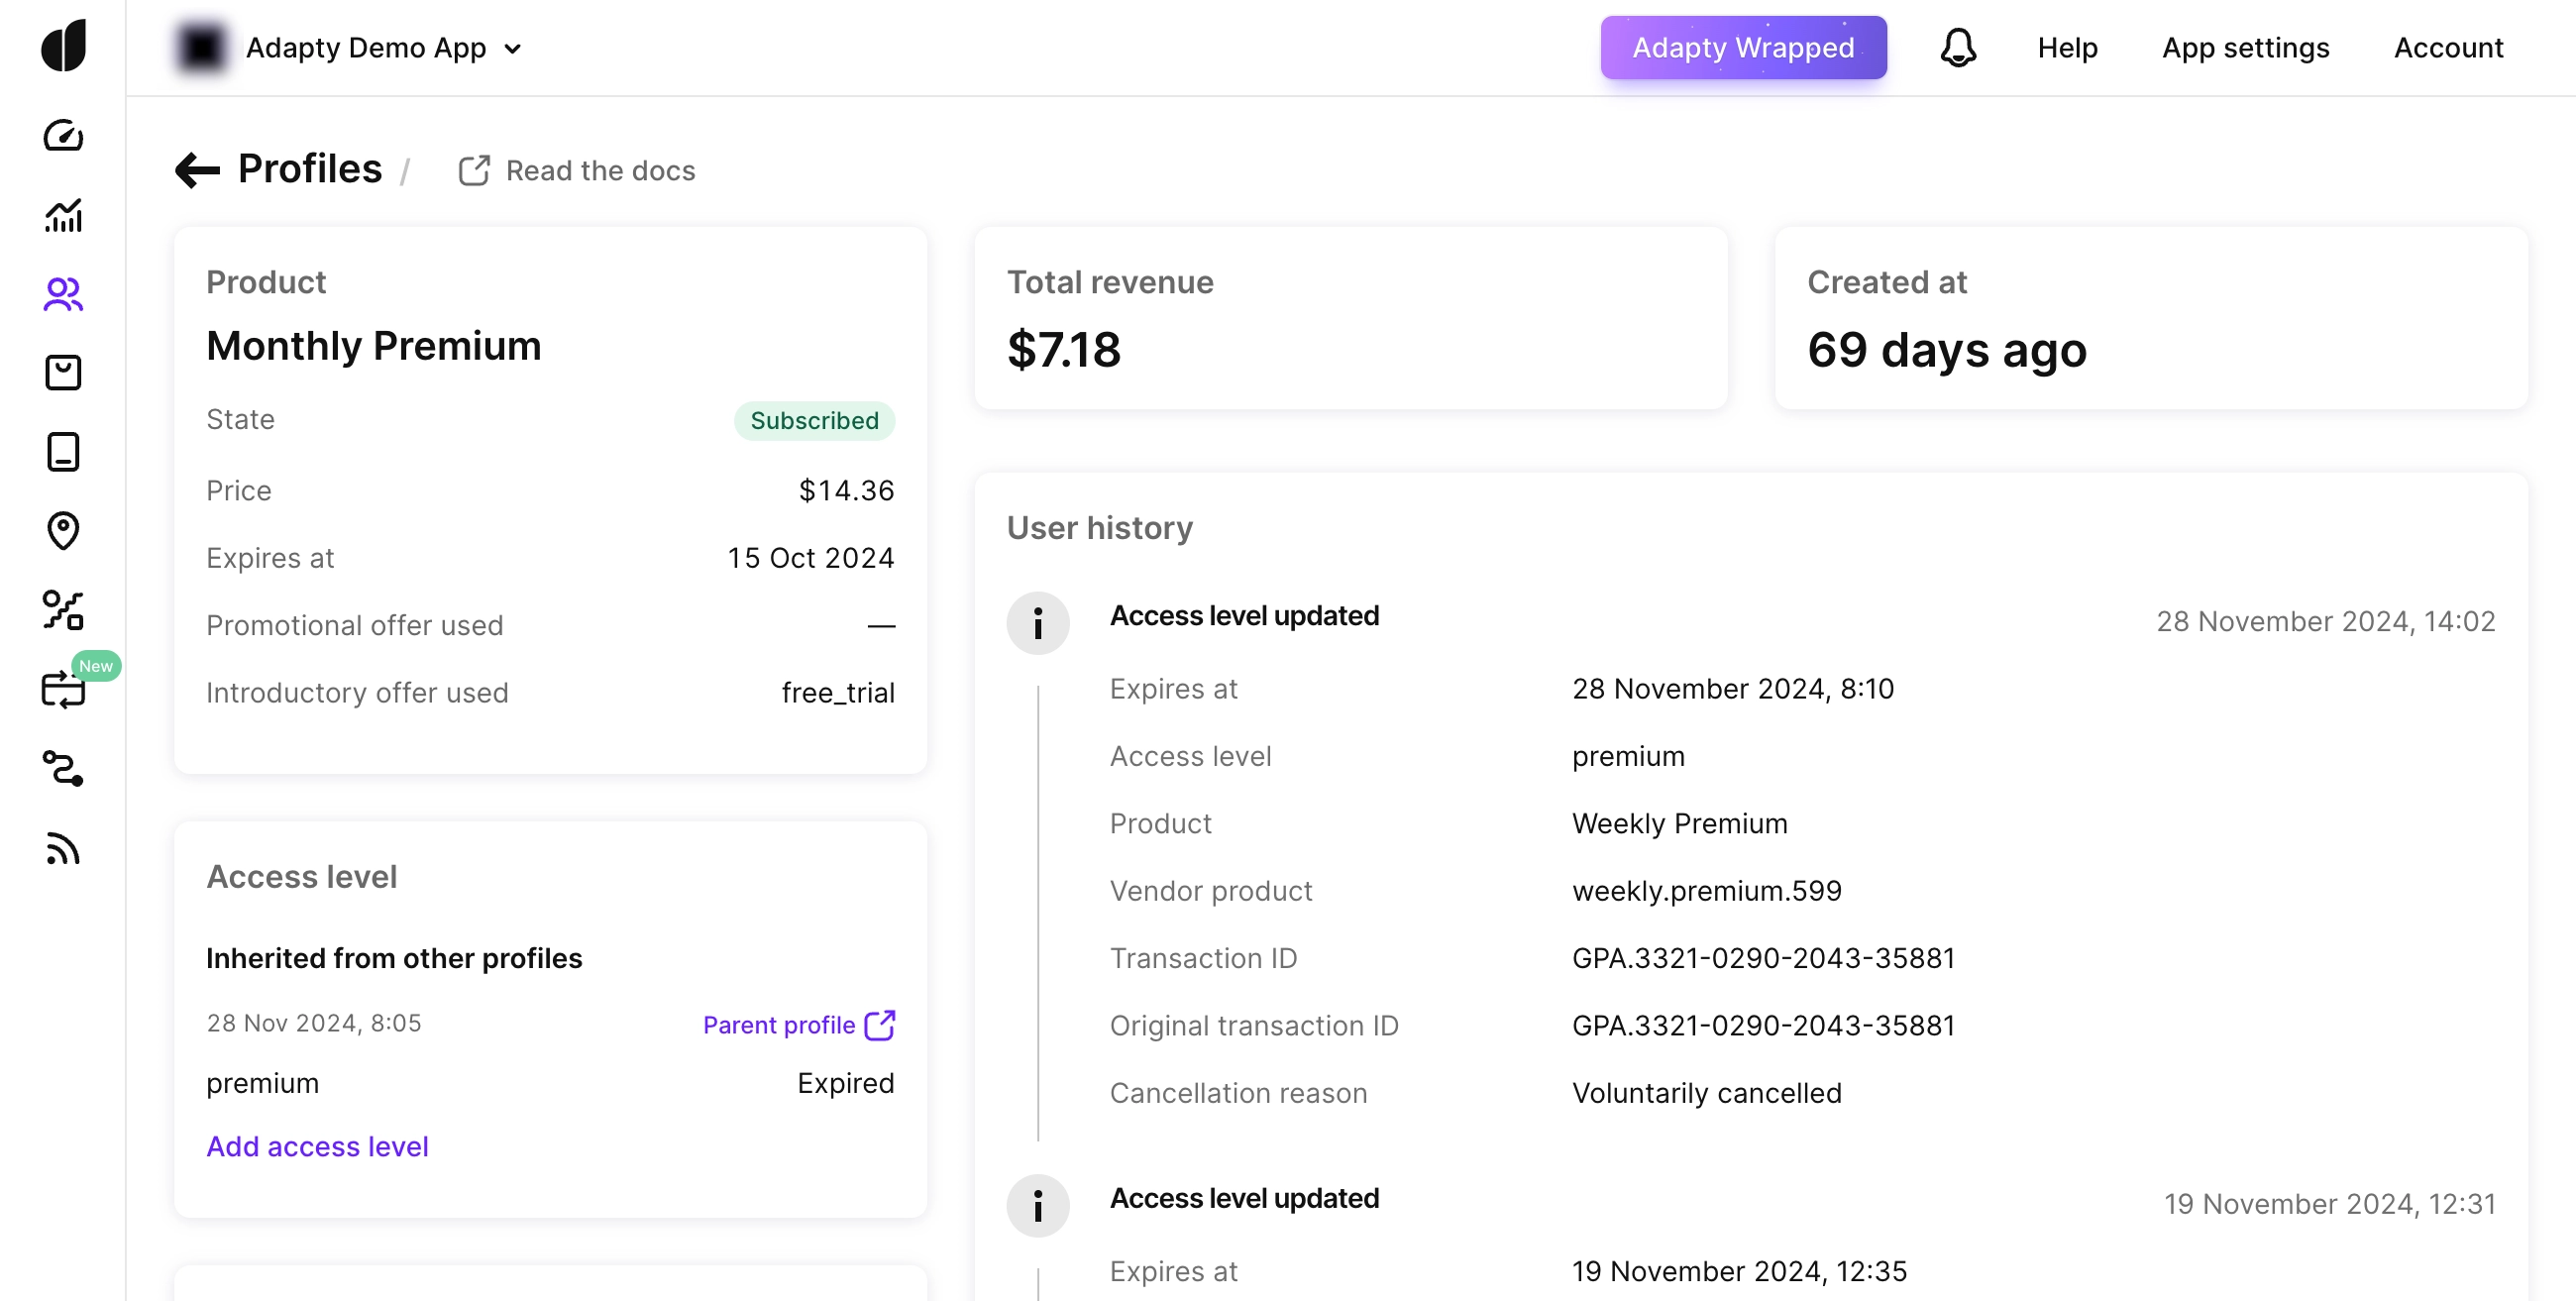 Adapty Demo App
Adapty Wrapped
Help
App settings
Account
Profiles /
Read the docs
Product
Monthly Premium
State Subscribed
Price $14.36
Expires at 15 Oct 2024
Promotional offer used —
Introductory offer used free_trial
New
Access level
Inherited from other profiles
28 Nov 2024, 8:05 Parent profile
premium Expired
Add access level
Total revenue
$7.18
Created at
69 days ago
User history
Access level updated 28 November 2024, 14:02
Expires at 28 November 2024, 8:10
Access level premium
Product Weekly Premium
Vendor product weekly.premium.599
Transaction ID GPA.3321-0290-2043-35881
Original transaction ID GPA.3321-0290-2043-35881
Cancellation reason Voluntarily cancelled
Access level updated 19 November 2024, 12:31
Expires at 19 November 2024, 12:35